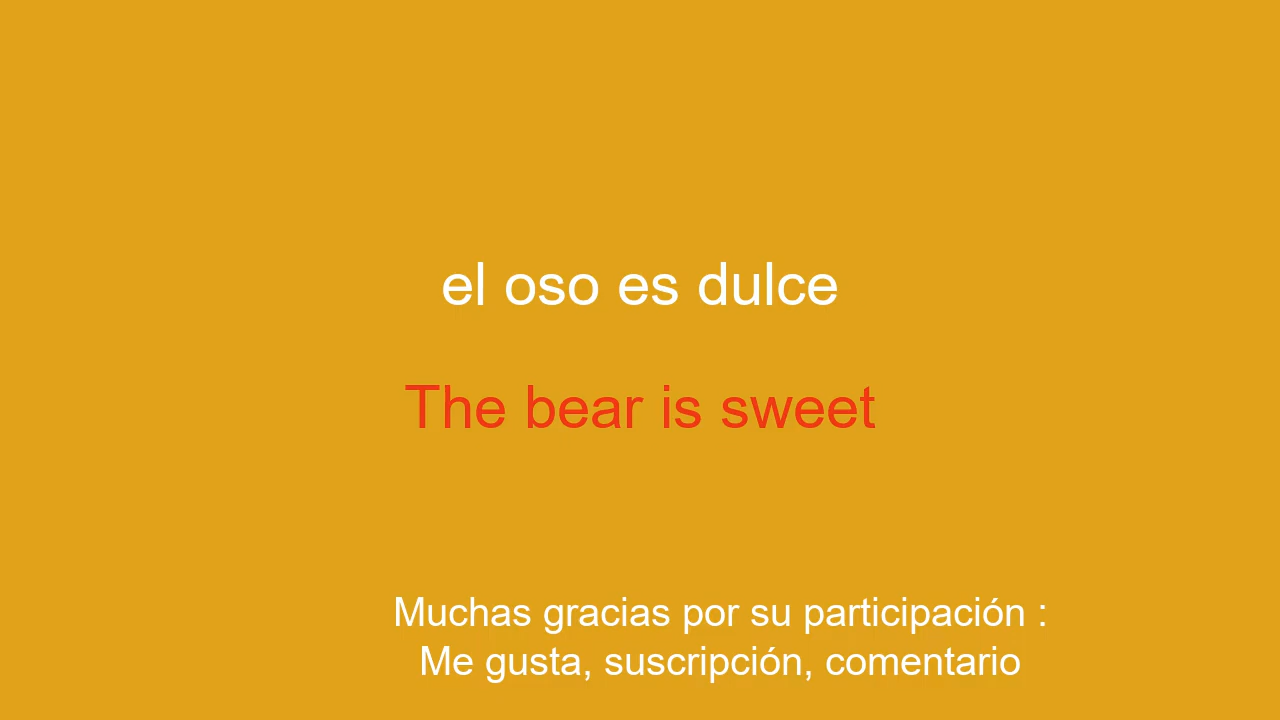 el oso es dulce
The bear is sweet
Muchas gracias por su participación :
Me gusta, suscripción, comentario